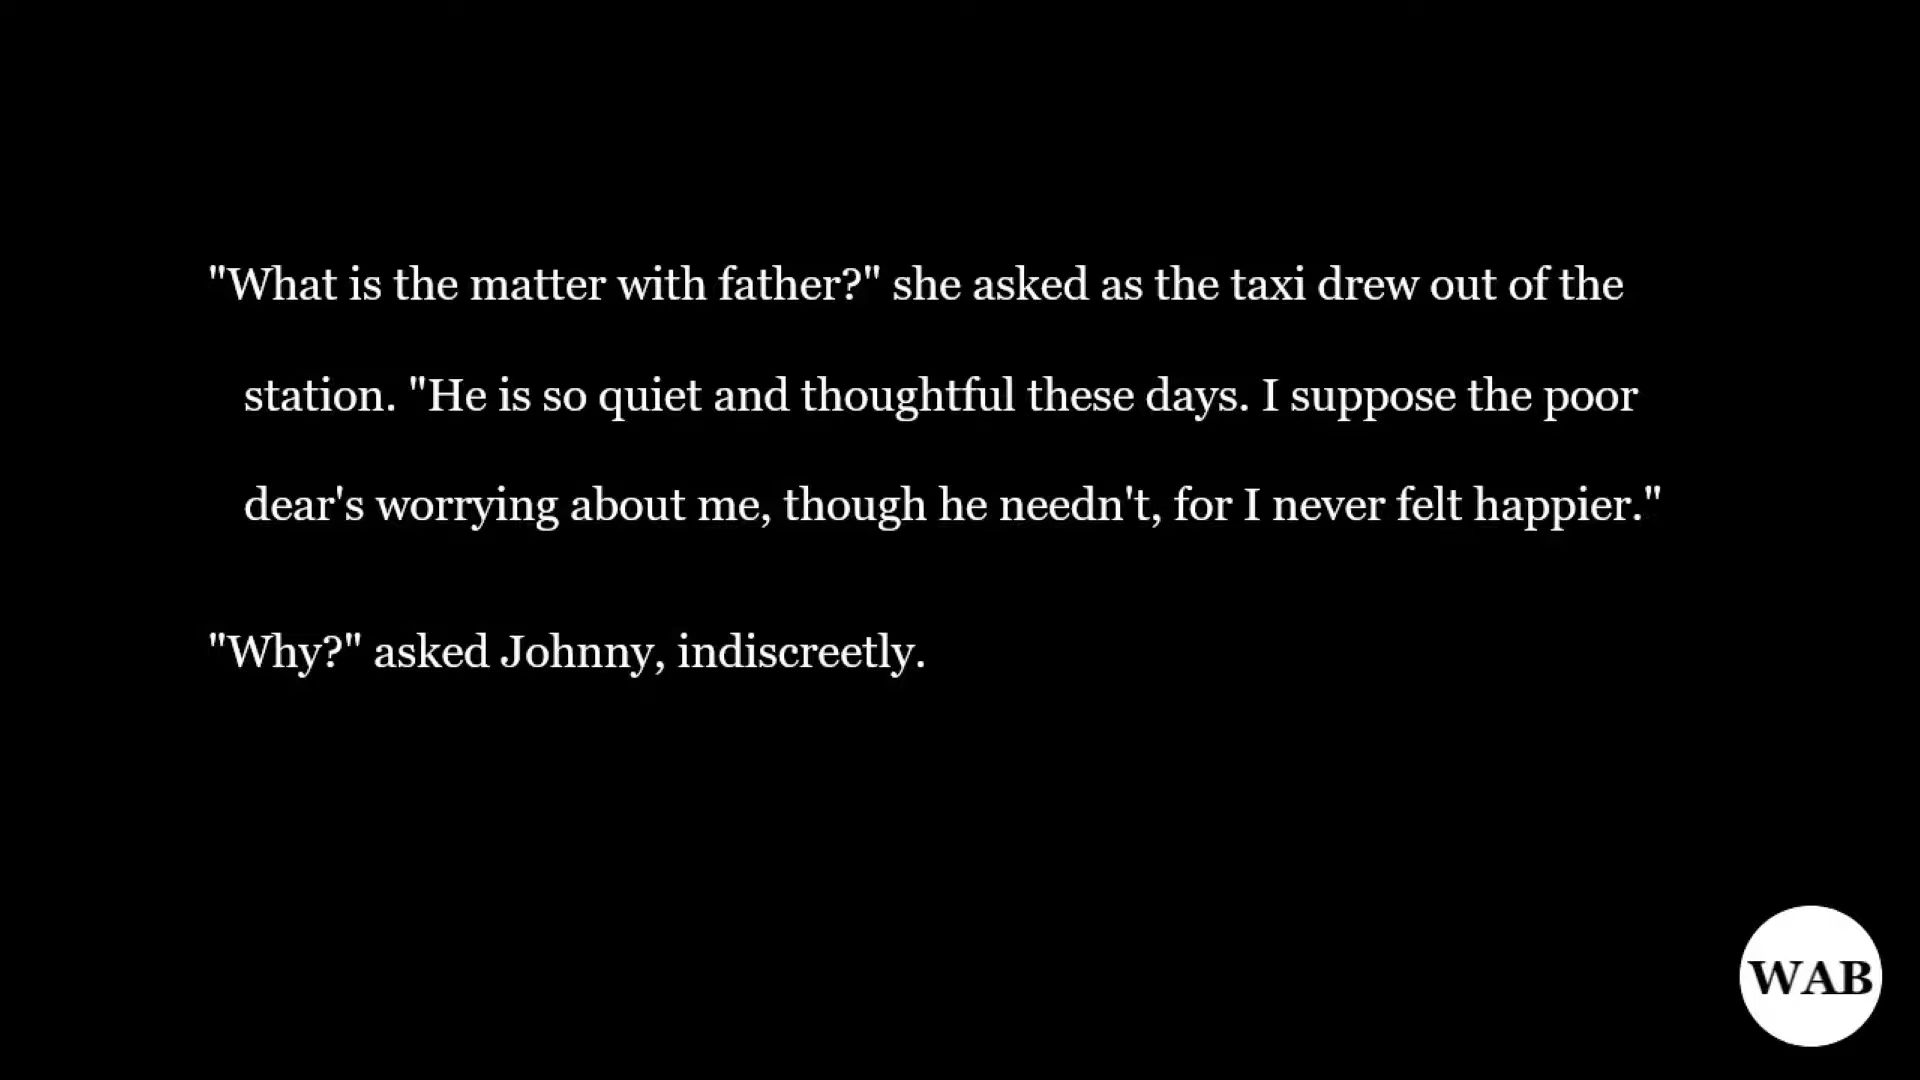 "What is the matter with father?" she asked as the taxi drew out of the
station. "He is so quiet and thoughtful these days. I suppose the poor
dear's worrying about me, though he needn't, for I never felt happier."
"Why?" asked Johnny, indiscreetly.
WAB